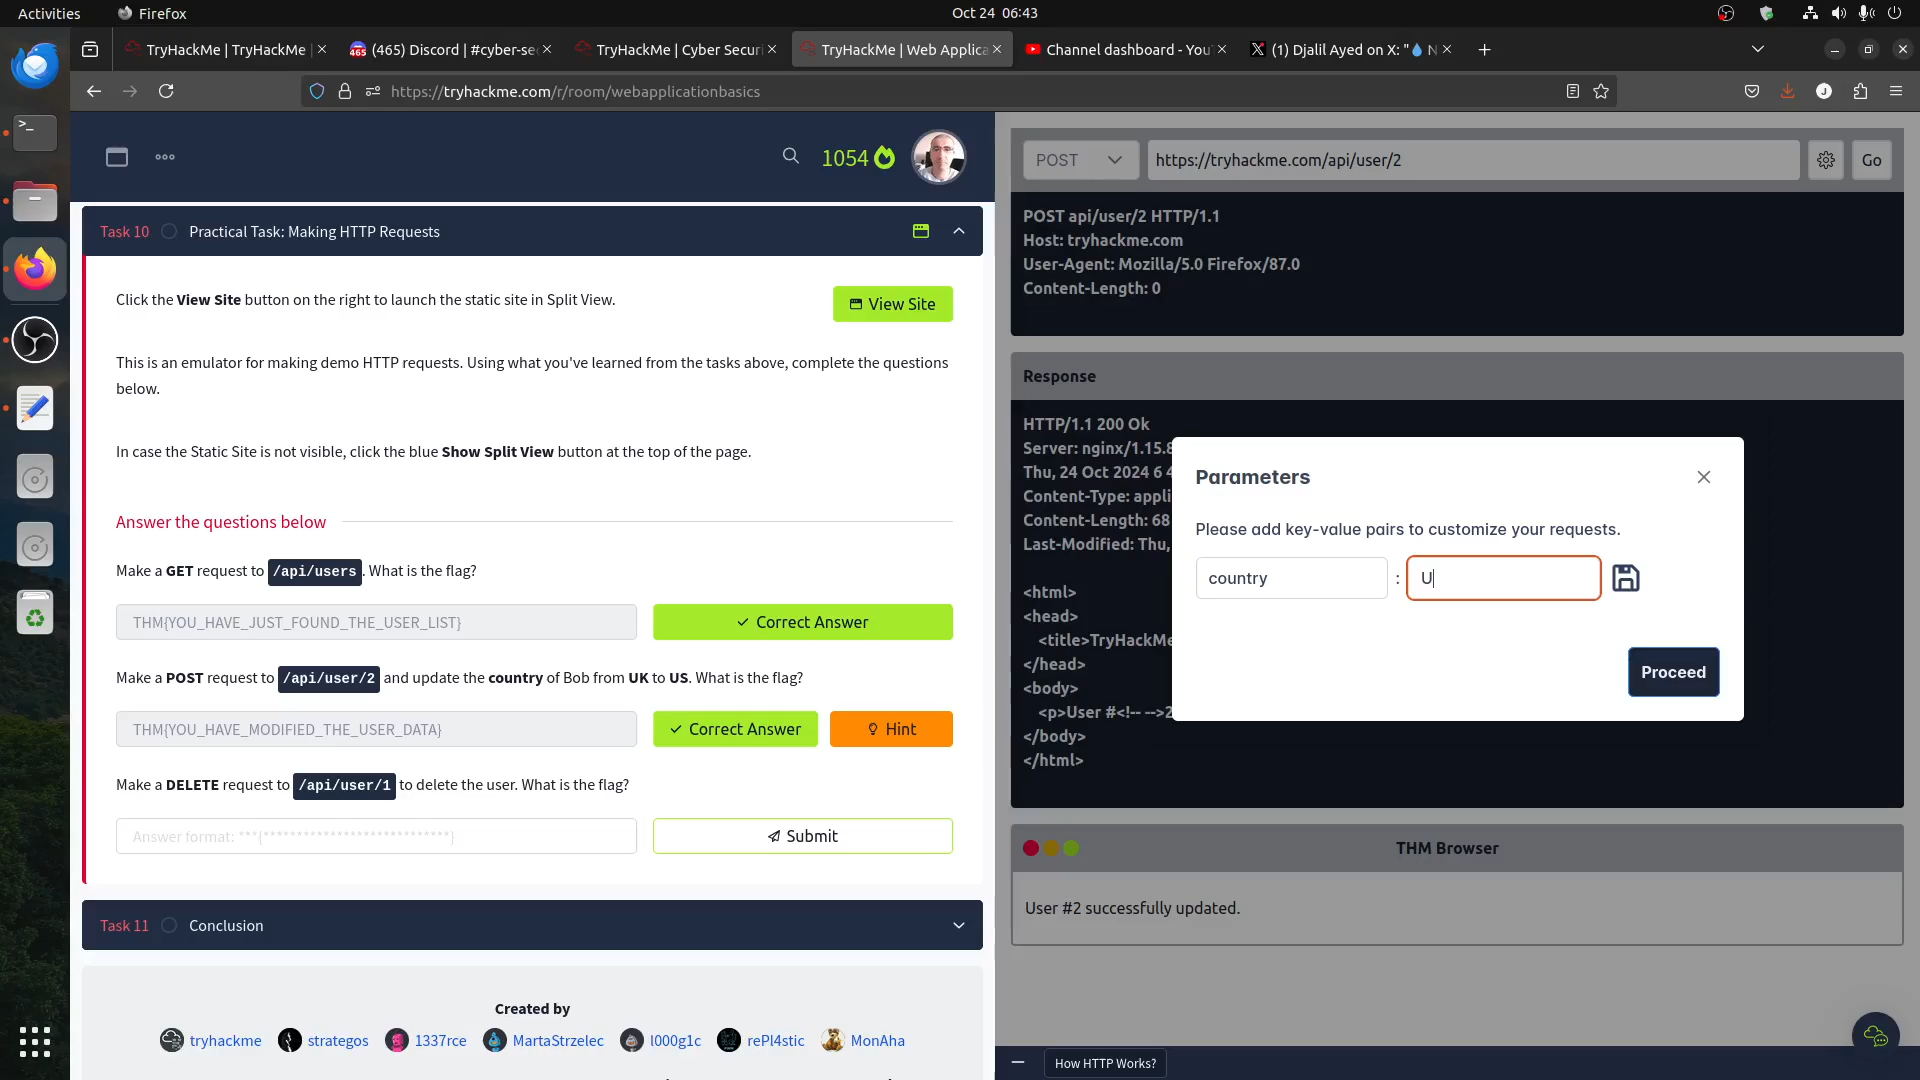 Activities
Firefox
Oct 24 06:43
TryHackMe | TryHackMe
(465) Discord | #cyber-se
TryHackMe | Cyber Securi
TryHackMe | Web Applica
Channel dashboard - You
(1) Djalil Ayed on X: "💧 N
https://tryhackme.com/r/room/webapplicationbasics
1054
Task 10 Practical Task: Making HTTP Requests
Click the View Site button on the right to launch the static site in Split View.
View Site
This is an emulator for making demo HTTP requests. Using what you've learned from the tasks above, complete the questions
below.
In case the Static Site is not visible, click the blue Show Split View button at the top of the page.
Answer the questions below
Make a GET request to /api/users. What is the flag?
THM{YOU_HAVE_JUST_FOUND_THE_USER_LIST}
Correct Answer
Make a POST request to /api/user/2 and update the country of Bob from UK to US. What is the flag?
THM{YOU_HAVE_MODIFIED_THE_USER_DATA}
Correct Answer
Hint
Make a DELETE request to /api/user/1 to delete the user. What is the flag?
Answer format: ***{****************************}
Submit
Task 11 Conclusion
Created by
tryhackme strategos 1337rce MartaStrzelec l000g1c rePl4stic MonAha
POST
https://tryhackme.com/api/user/2
Go
POST api/user/2 HTTP/1.1
Host: tryhackme.com
User-Agent: Mozilla/5.0 Firefox/87.0
Content-Length: 0
Response
HTTP/1.1 200 Ok
Server: nginx/1.15.8
Thu, 24 Oct 2024 6 4
Content-Type: appli
Content-Length: 68
Last-Modified: Thu,
<html>
<head>
<title>TryHackMe
</head>
<body>
<p>User #<!-- -->2
</body>
</html>
Parameters
Please add key-value pairs to customize your requests.
country : U
Proceed
THM Browser
User #2 successfully updated.
How HTTP Works?